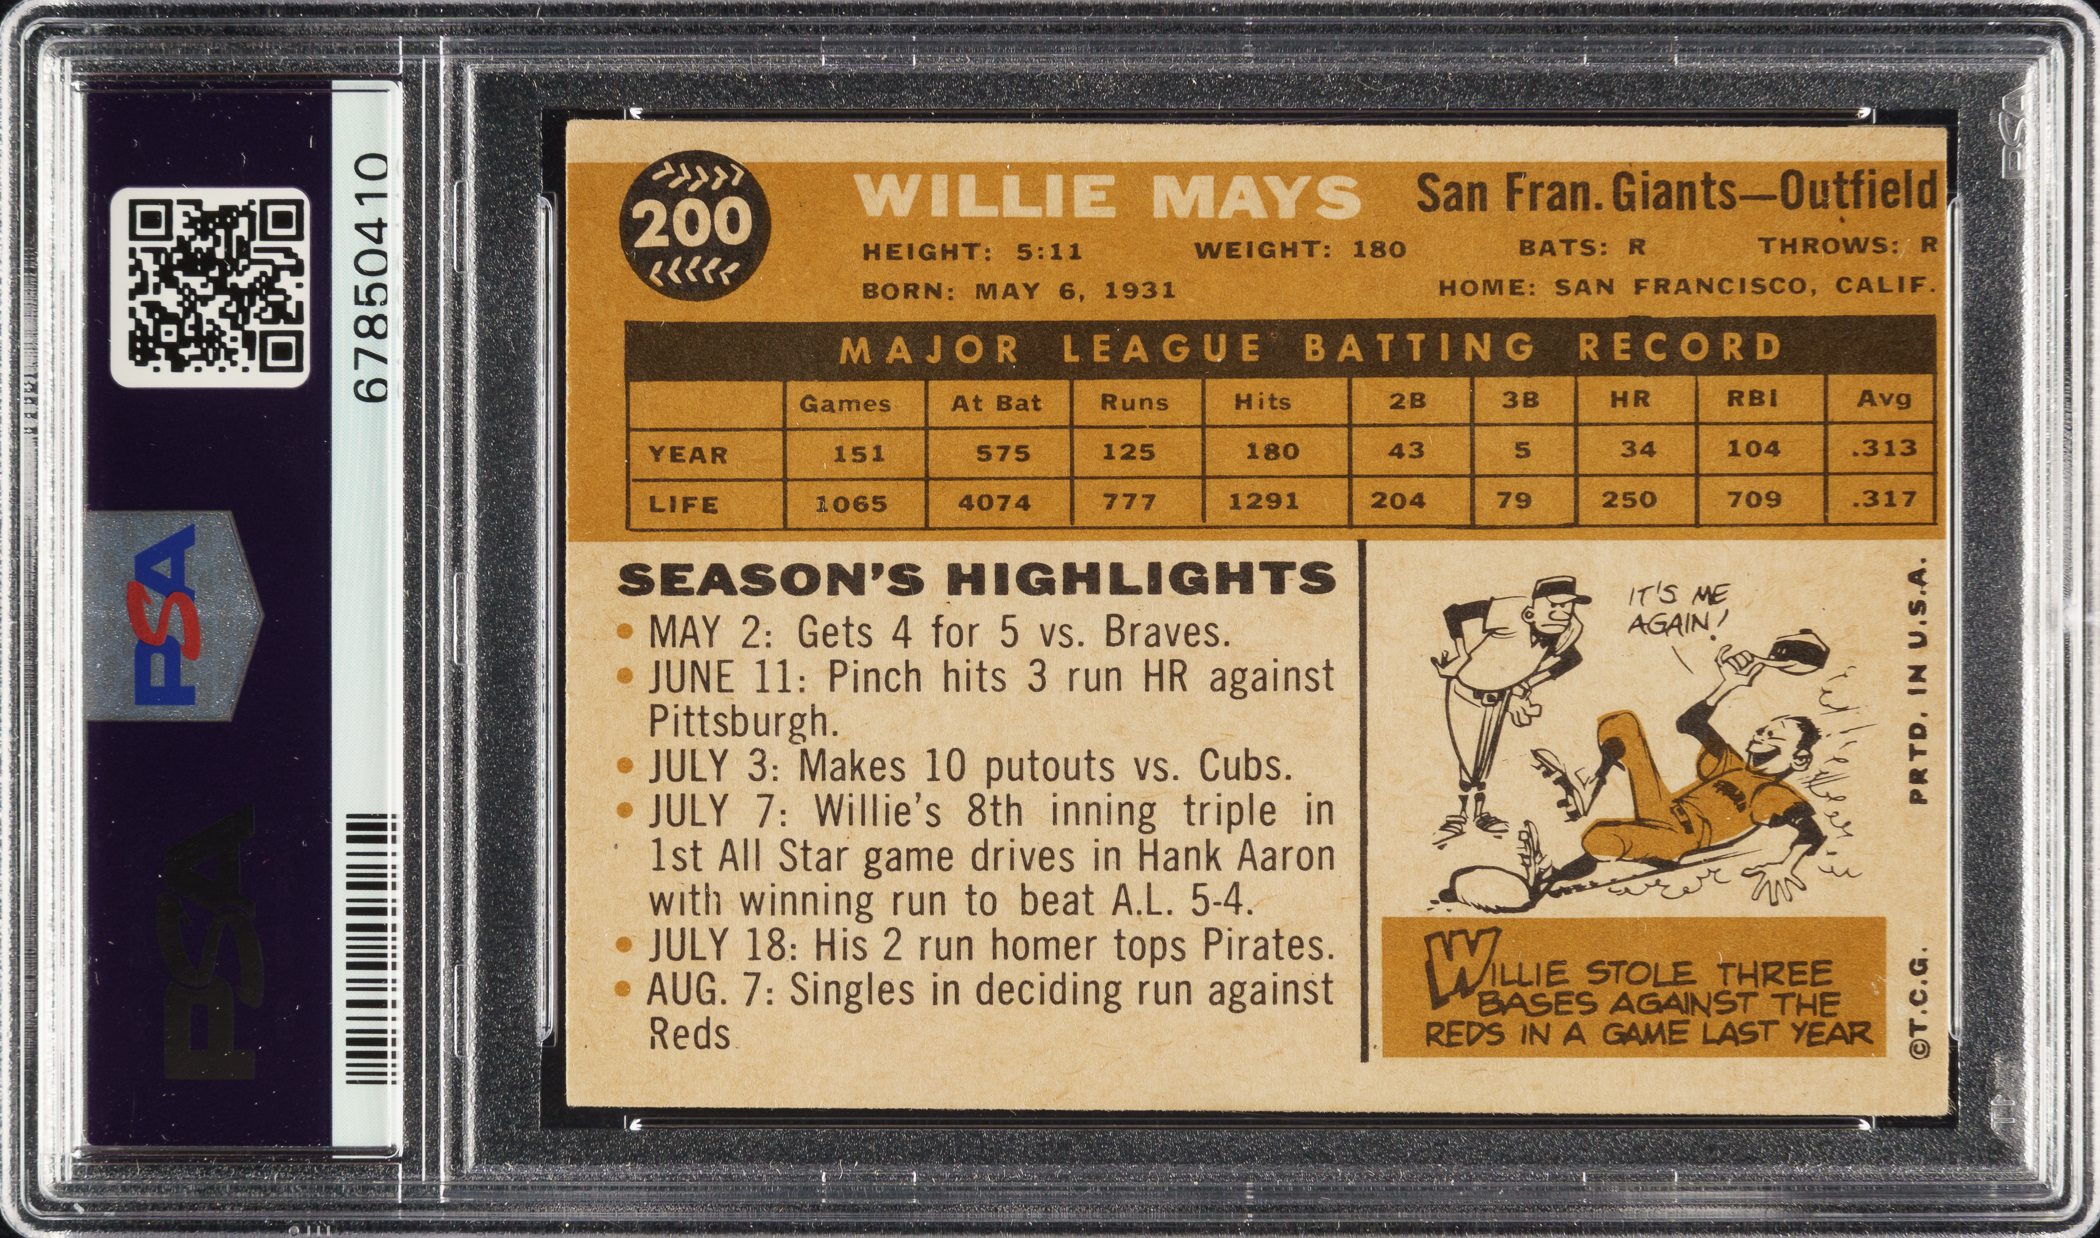 67850410
PSA
PSA
PSA
200
WILLIE MAYS
San Fran. Giants—Outfield
HEIGHT: 5:11 WEIGHT: 180 BATS: R THROWS: R
BORN: MAY 6, 1931 HOME: SAN FRANCISCO, CALIF.
MAJOR LEAGUE BATTING RECORD
Games At Bat Runs Hits 2B 3B HR RBI Avg
YEAR 151 575 125 180 43 5 34 104 .313
LIFE 1065 4074 777 1291 204 79 250 709 .317
SEASON'S HIGHLIGHTS
• MAY 2: Gets 4 for 5 vs. Braves.
• JUNE 11: Pinch hits 3 run HR against
Pittsburgh.
• JULY 3: Makes 10 putouts vs. Cubs.
• JULY 7: Willie's 8th inning triple in
1st All Star game drives in Hank Aaron
with winning run to beat A.L. 5-4.
• JULY 18: His 2 run homer tops Pirates.
• AUG. 7: Singles in deciding run against
Reds
IT'S ME
AGAIN!
WILLIE STOLE THREE
BASES AGAINST THE
REDS IN A GAME LAST YEAR
©T.C.G. PRTD. IN U.S.A.